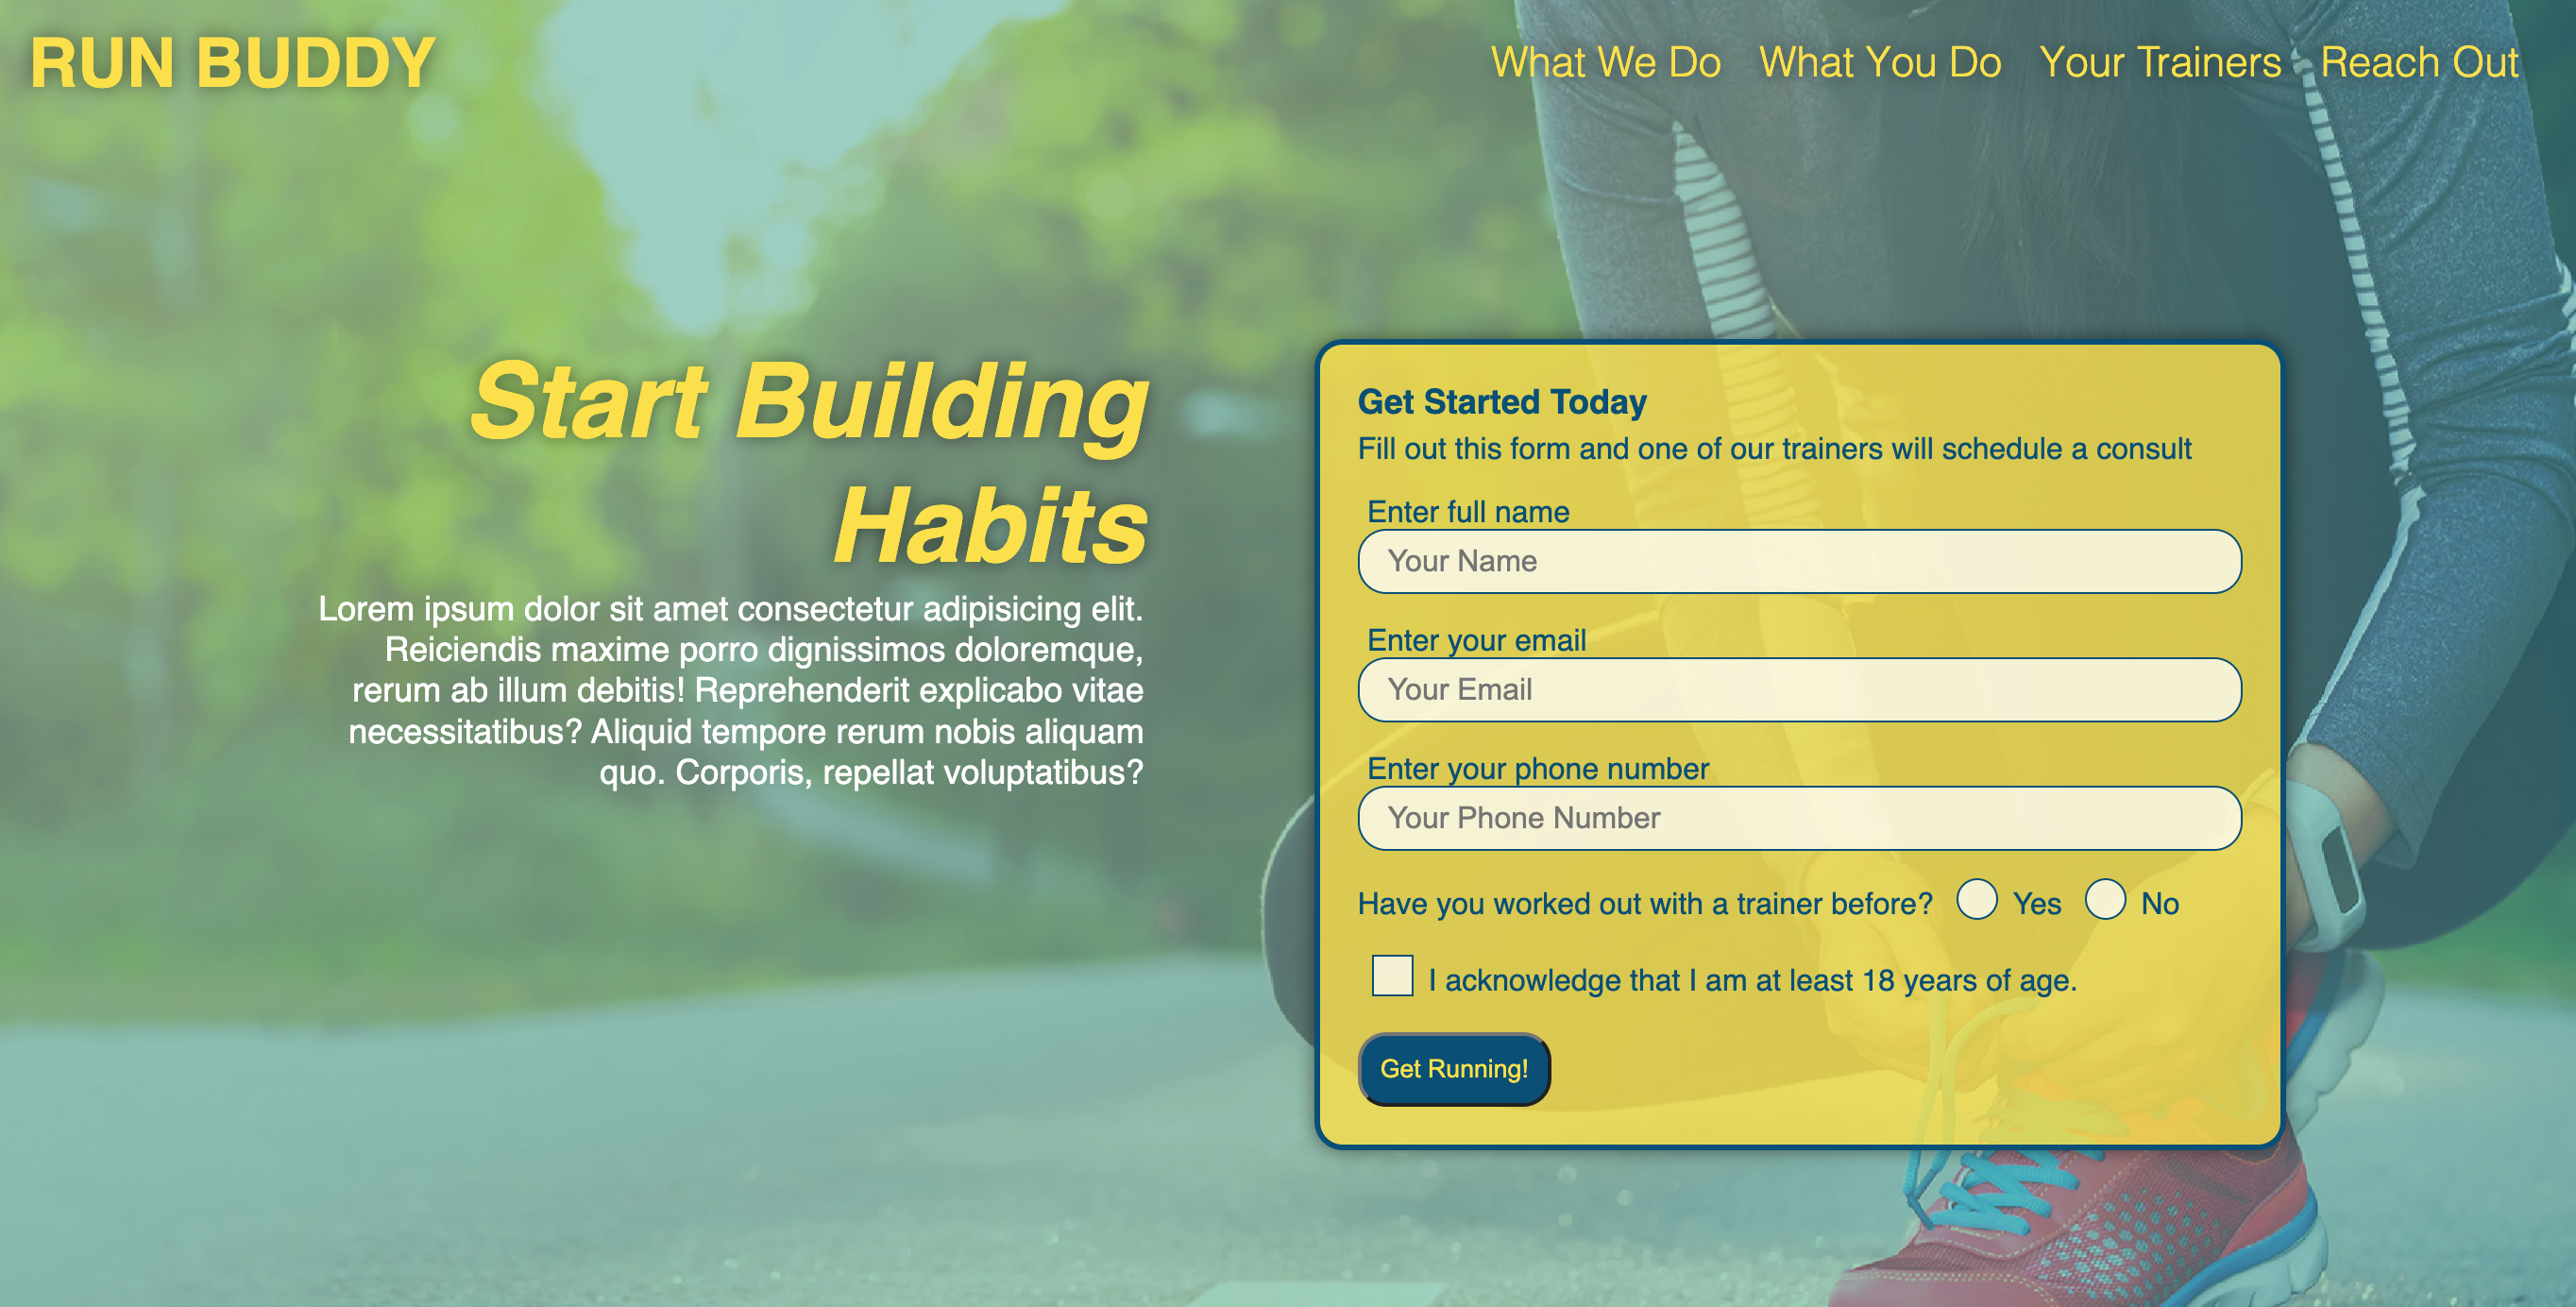 RUN BUDDY
What We Do What You Do Your Trainers Reach Out
Start Building
Habits
Lorem ipsum dolor sit amet consectetur adipisicing elit.
Reiciendis maxime porro dignissimos doloremque,
rerum ab illum debitis! Reprehenderit explicabo vitae
necessitatibus? Aliquid tempore rerum nobis aliquam
quo. Corporis, repellat voluptatibus?
Get Started Today
Fill out this form and one of our trainers will schedule a consult
Enter full name
Your Name
Enter your email
Your Email
Enter your phone number
Your Phone Number
Have you worked out with a trainer before? Yes No
I acknowledge that I am at least 18 years of age.
Get Running!